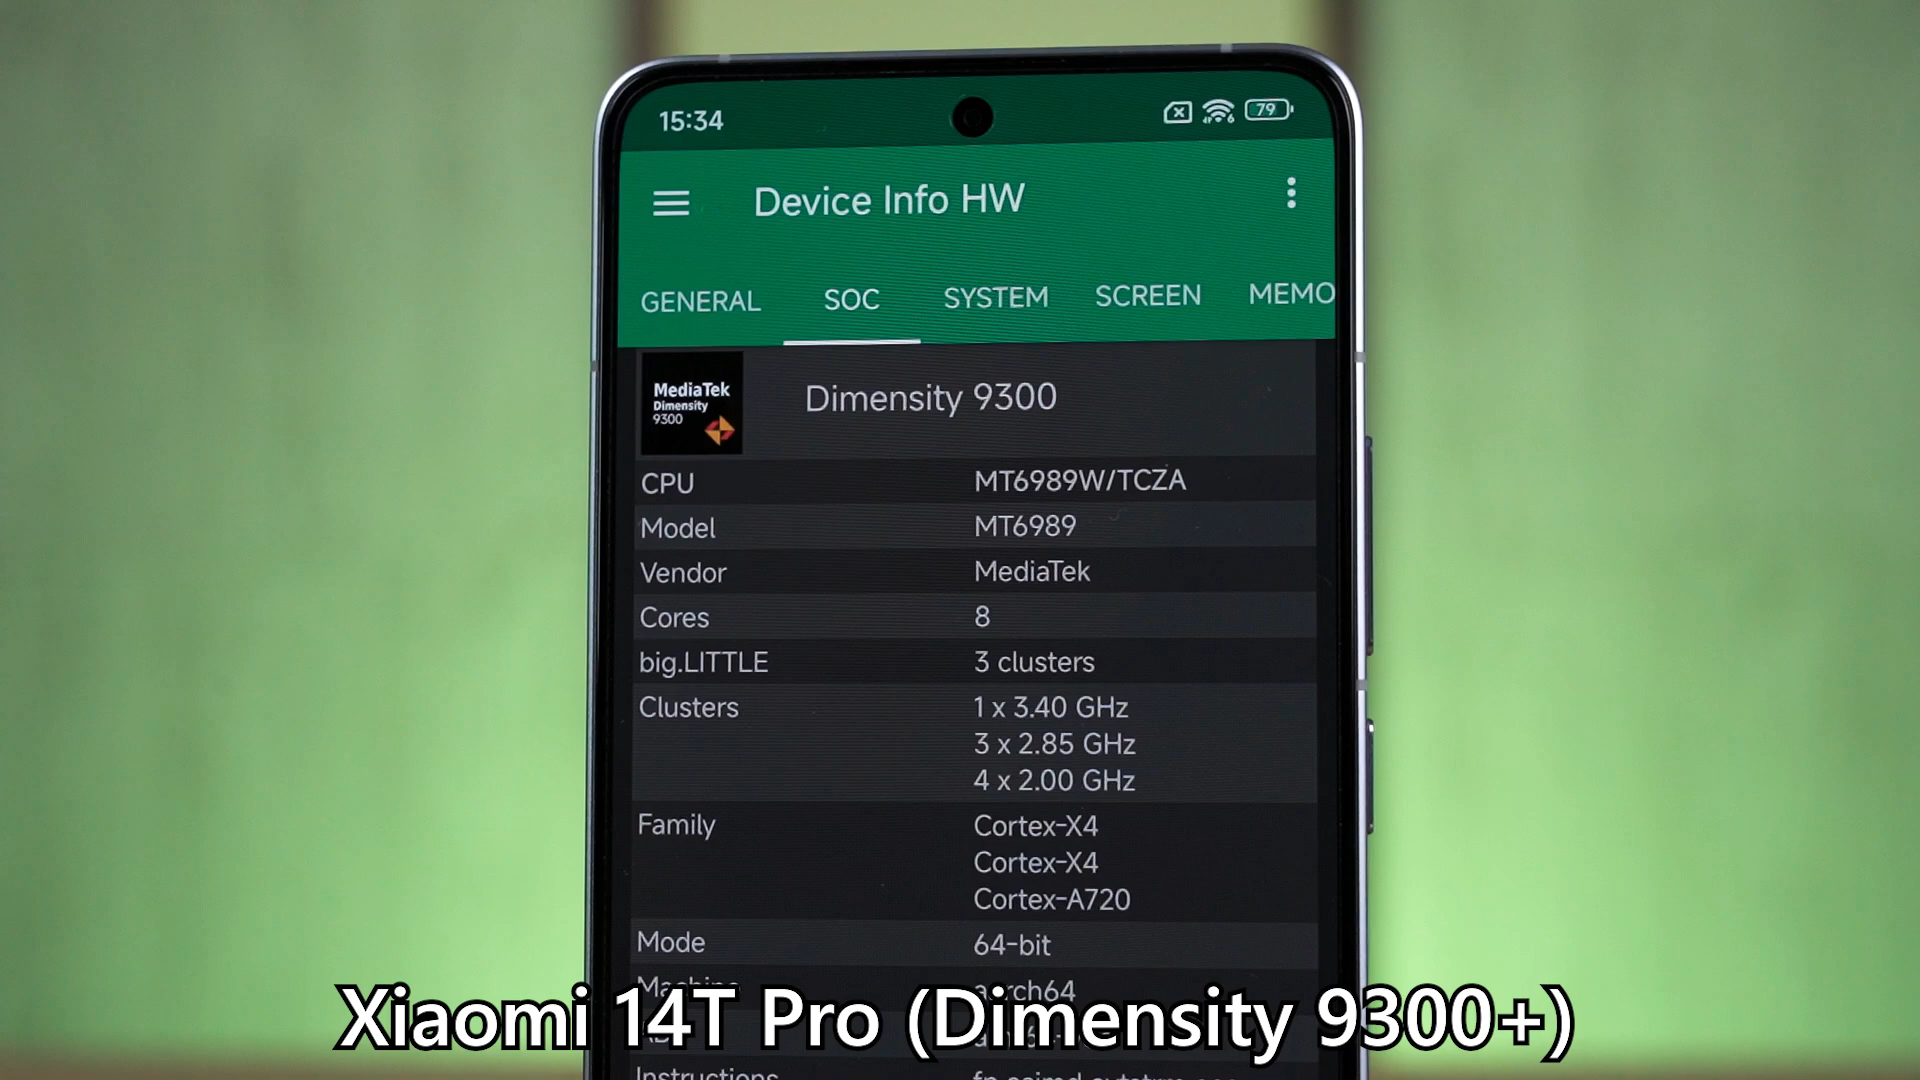 15:34
79
Device Info HW
GENERAL SOC SYSTEM SCREEN MEMO
MediaTek
Dimensity
9300
Dimensity 9300
CPU MT6989W/TCZA
Model MT6989
Vendor MediaTek
Cores 8
big.LITTLE 3 clusters
Clusters 1 x 3.40 GHz
3 x 2.85 GHz
4 x 2.00 GHz
Family Cortex-X4
Cortex-X4
Cortex-A720
Mode 64-bit
Machine aarch64
Xiaomi 14T Pro (Dimensity 9300+)
Instructions